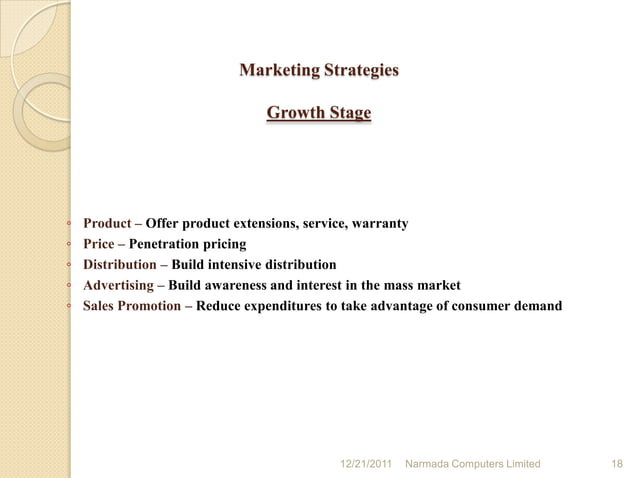 Marketing Strategies
Growth Stage
◦ Product – Offer product extensions, service, warranty
◦ Price – Penetration pricing
◦ Distribution – Build intensive distribution
◦ Advertising – Build awareness and interest in the mass market
◦ Sales Promotion – Reduce expenditures to take advantage of consumer demand
12/21/2011 Narmada Computers Limited 18